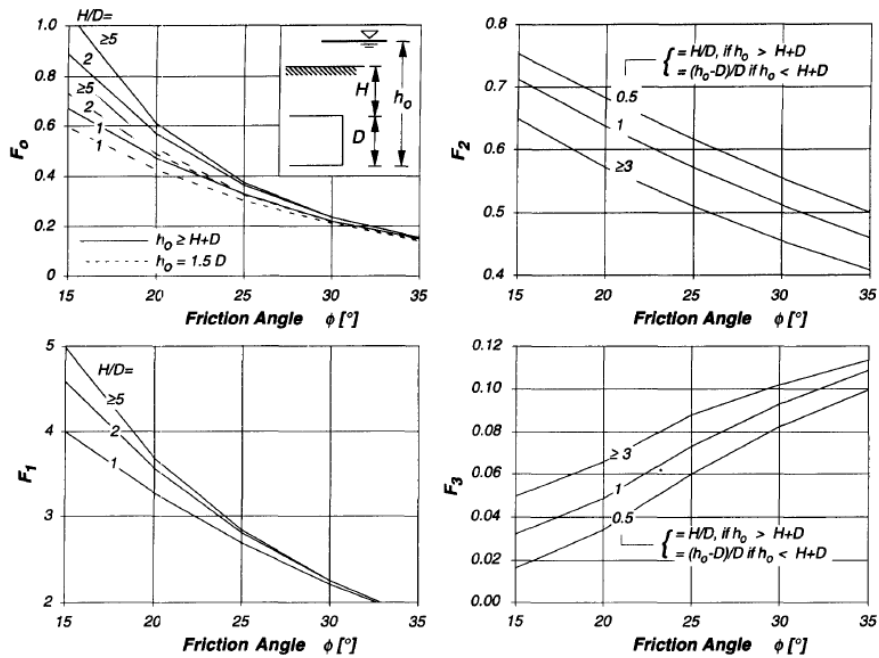 H/D=
≥5
2
≥5
2
1
1
1.0
0.8
0.6
0.4
0.2
0
F₀
h₀ ≥ H+D
h₀ = 1.5 D
H
h₀
D
15 20 25 30 35
Friction Angle ϕ [°]
0.8
0.7
0.6
0.5
0.4
F₂
= H/D, if h₀ > H+D
= (h₀-D)/D if h₀ < H+D
0.5
1
≥3
15 20 25 30 35
Friction Angle ϕ [°]
5
4
3
2
F₁
H/D=
≥5
2
1
15 20 25 30 35
Friction Angle ϕ [°]
0.12
0.10
0.08
0.06
0.04
0.02
0.00
F₃
≥ 3
1
0.5
= H/D, if h₀ > H+D
= (h₀-D)/D if h₀ < H+D
15 20 25 30 35
Friction Angle ϕ [°]